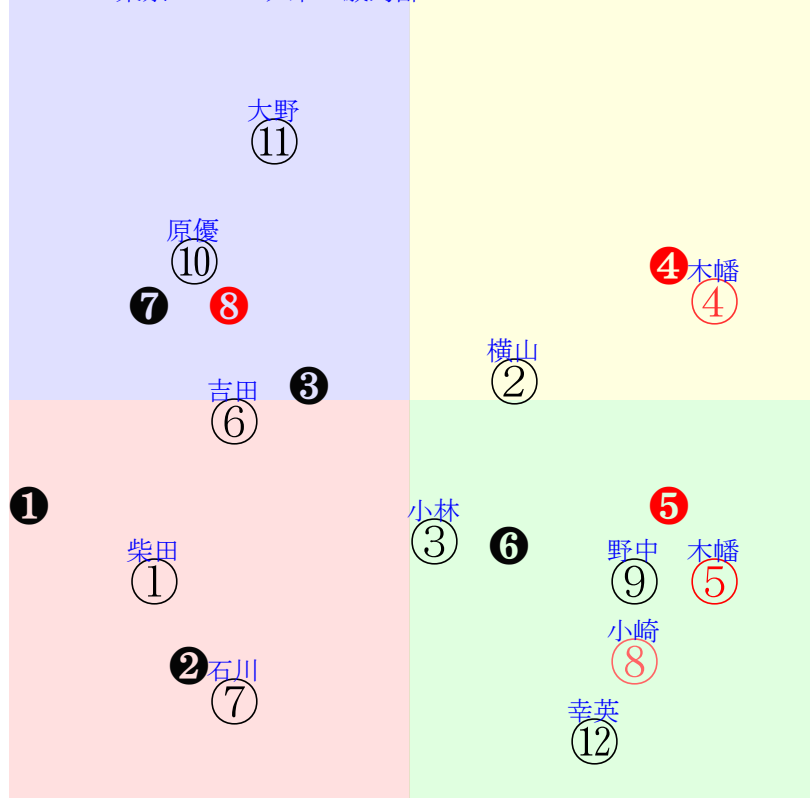 大野
⑪
原優
⑩
❼ ❽
❹ 木幡
④
横山
②
吉田 ❸
⑥
❶
小林
③ ❻
❺
野中 木幡
⑨ ⑤
柴田
①
小崎
⑧
❷ 石川
⑦
幸英
⑫